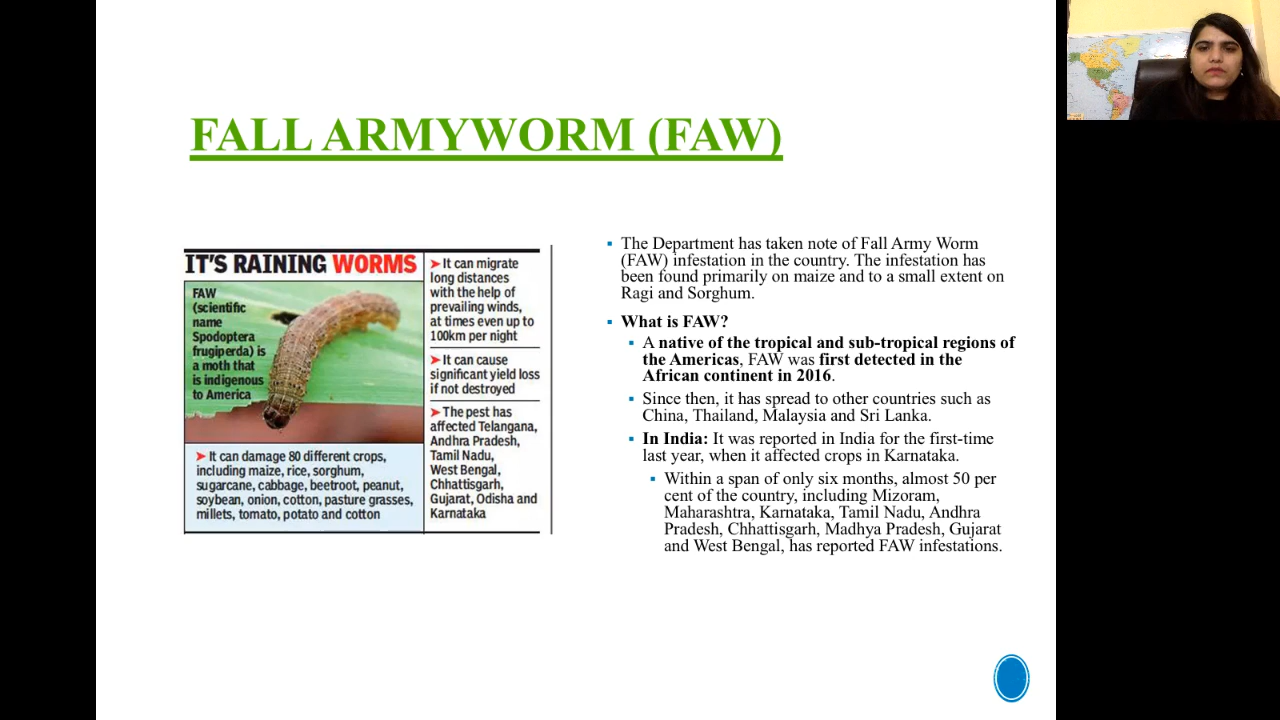 FALL ARMYWORM (FAW)
IT'S RAINING WORMS
FAW
(scientific
name
Spodoptera
frugiperda) is
a moth that
is indigenous
to America
➤ It can damage 80 different crops,
including maize, rice, sorghum,
sugarcane, cabbage, beetroot, peanut,
soybean, onion, cotton, pasture grasses,
millets, tomato, potato and cotton
➤ It can migrate
long distances
with the help of
prevailing winds,
at times even up to
100km per night
➤ It can cause
significant yield loss
if not destroyed
➤ The pest has
affected Telangana,
Andhra Pradesh,
Tamil Nadu,
West Bengal,
Chhattisgarh,
Gujarat, Odisha and
Karnataka
▪ The Department has taken note of Fall Army Worm
(FAW) infestation in the country. The infestation has
been found primarily on maize and to a small extent on
Ragi and Sorghum.
▪ What is FAW?
▪ A native of the tropical and sub-tropical regions of
the Americas, FAW was first detected in the
African continent in 2016.
▪ Since then, it has spread to other countries such as
China, Thailand, Malaysia and Sri Lanka.
▪ In India: It was reported in India for the first-time
last year, when it affected crops in Karnataka.
▪ Within a span of only six months, almost 50 per
cent of the country, including Mizoram,
Maharashtra, Karnataka, Tamil Nadu, Andhra
Pradesh, Chhattisgarh, Madhya Pradesh, Gujarat
and West Bengal, has reported FAW infestations.